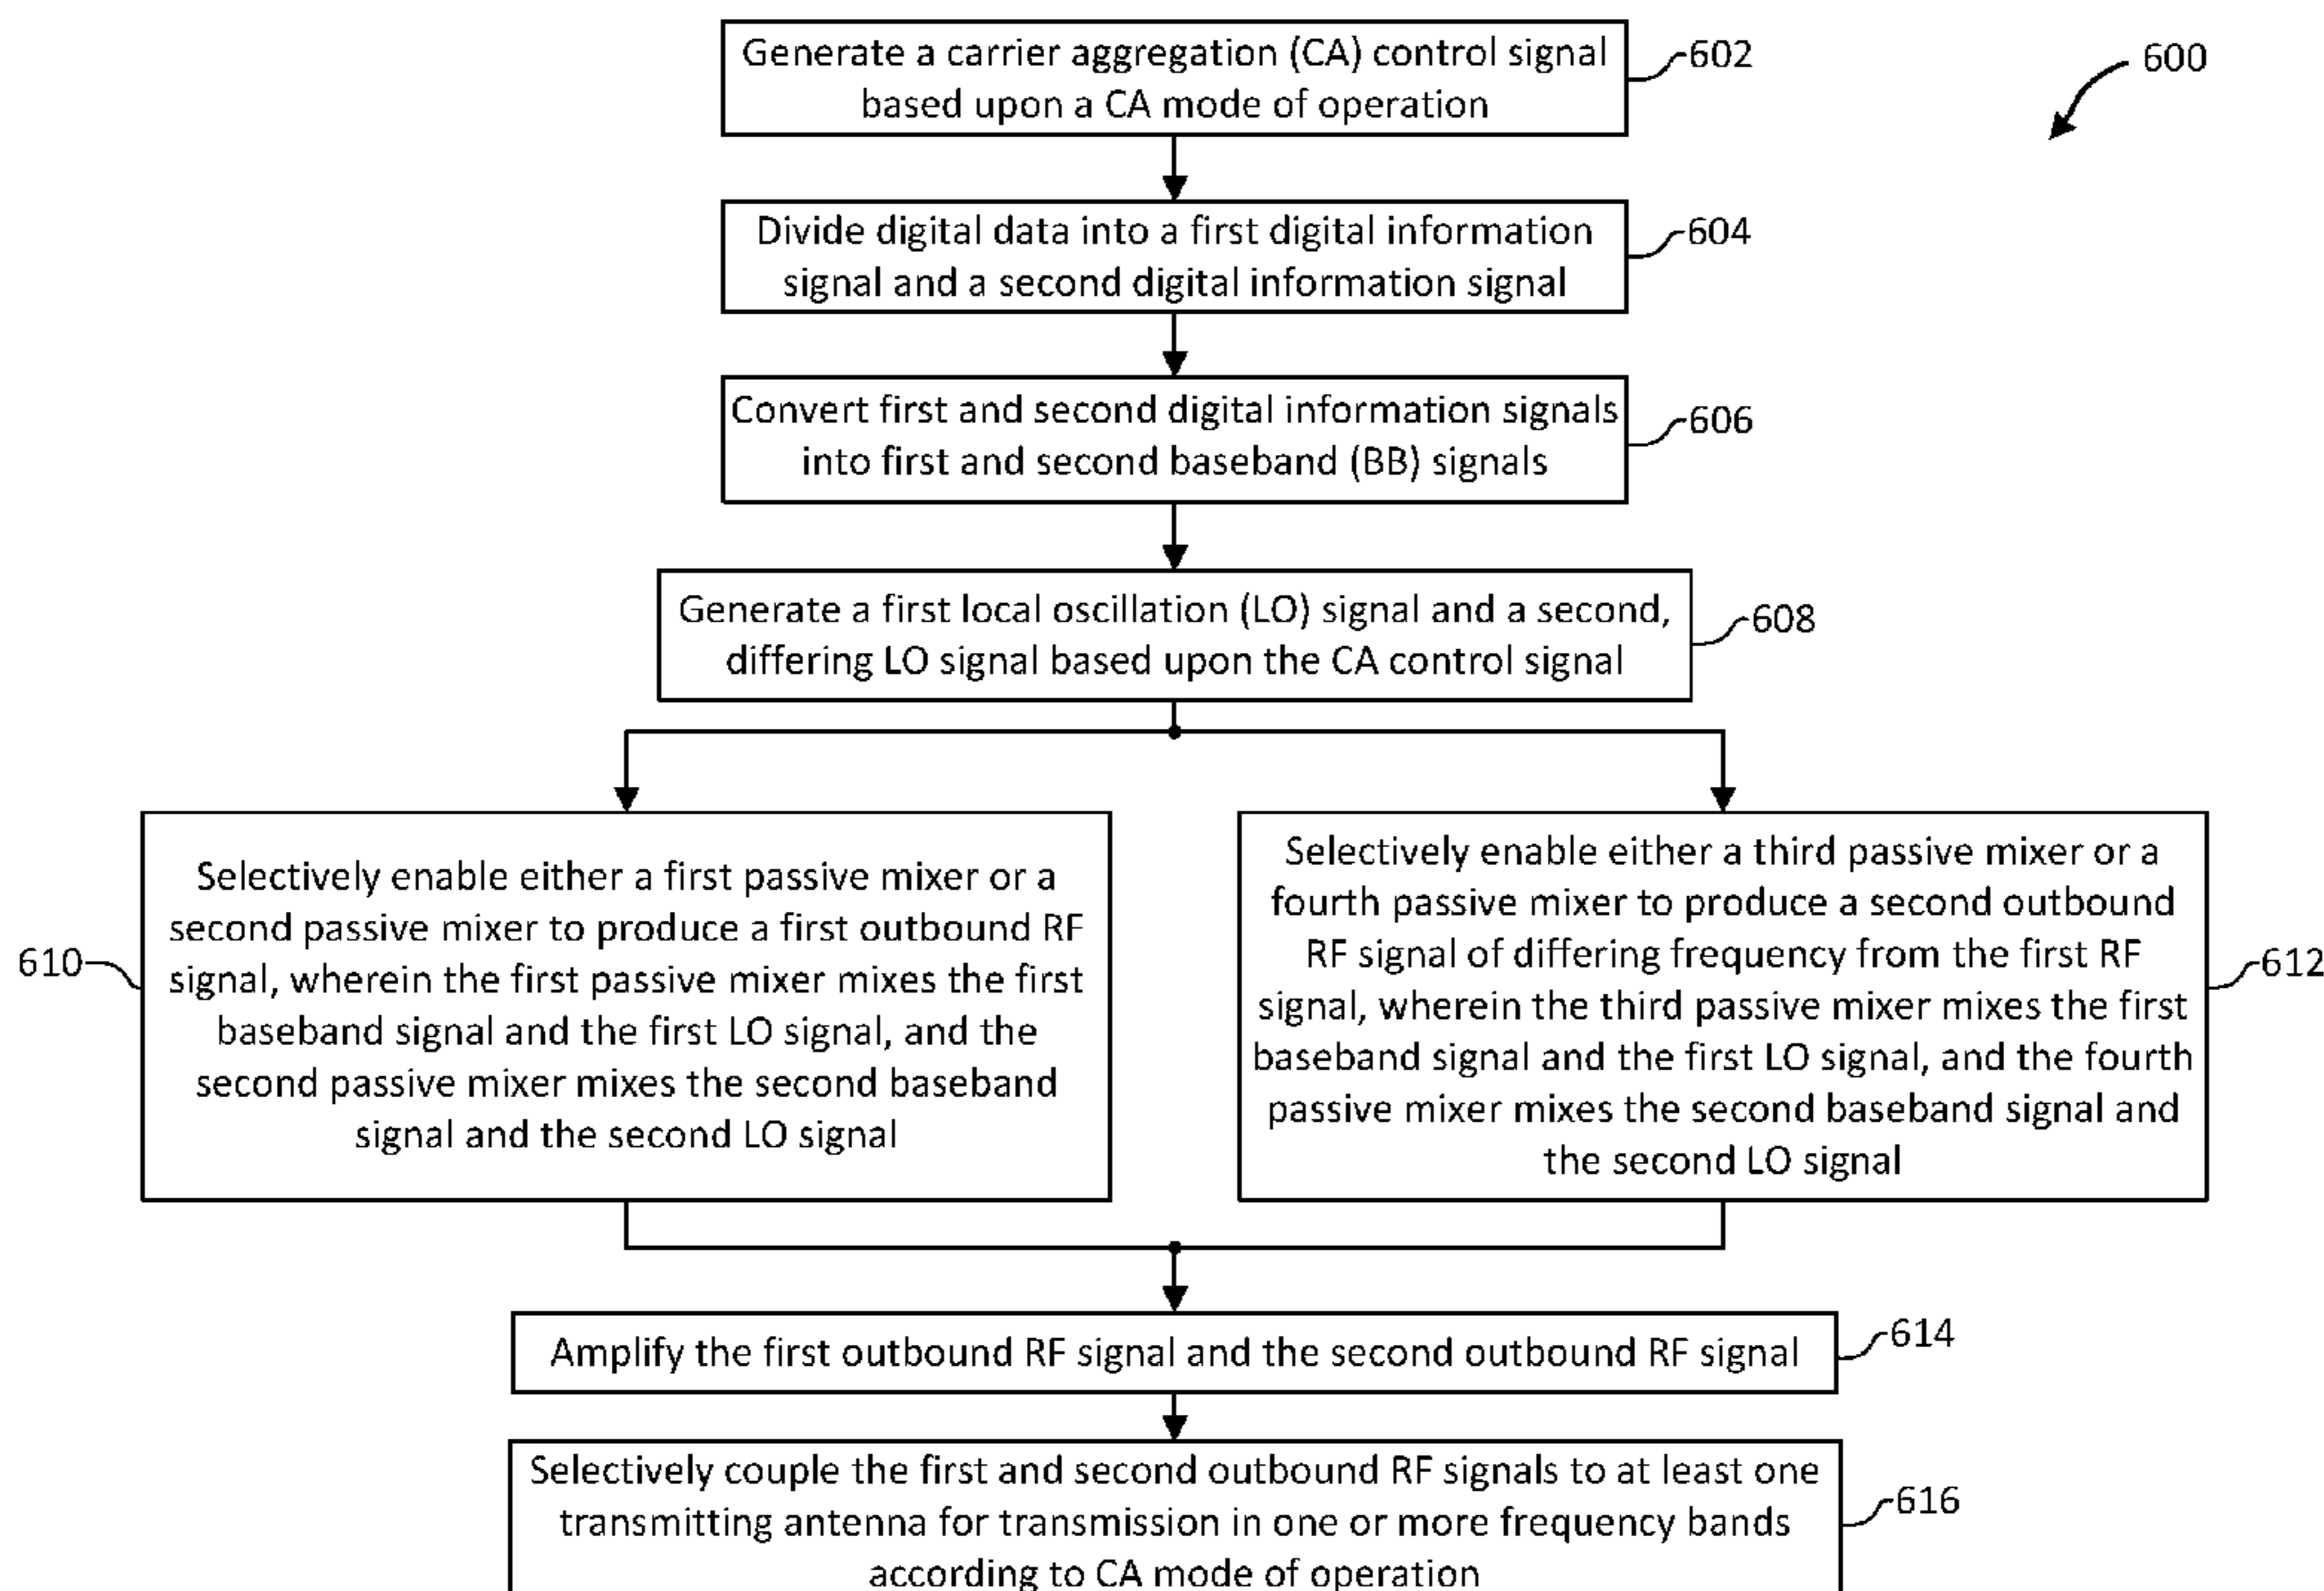 Generate a carrier aggregation (CA) control signal
based upon a CA mode of operation
602
600
Divide digital data into a first digital information
signal and a second digital information signal
604
Convert first and second digital information signals
into first and second baseband (BB) signals
606
Generate a first local oscillation (LO) signal and a second,
differing LO signal based upon the CA control signal
608
610
Selectively enable either a first passive mixer or a
second passive mixer to produce a first outbound RF
signal, wherein the first passive mixer mixes the first
baseband signal and the first LO signal, and the
second passive mixer mixes the second baseband
signal and the second LO signal
Selectively enable either a third passive mixer or a
fourth passive mixer to produce a second outbound
RF signal of differing frequency from the first RF
signal, wherein the third passive mixer mixes the first
baseband signal and the first LO signal, and the fourth
passive mixer mixes the second baseband signal and
the second LO signal
612
Amplify the first outbound RF signal and the second outbound RF signal
614
Selectively couple the first and second outbound RF signals to at least one
transmitting antenna for transmission in one or more frequency bands
according to CA mode of operation
616